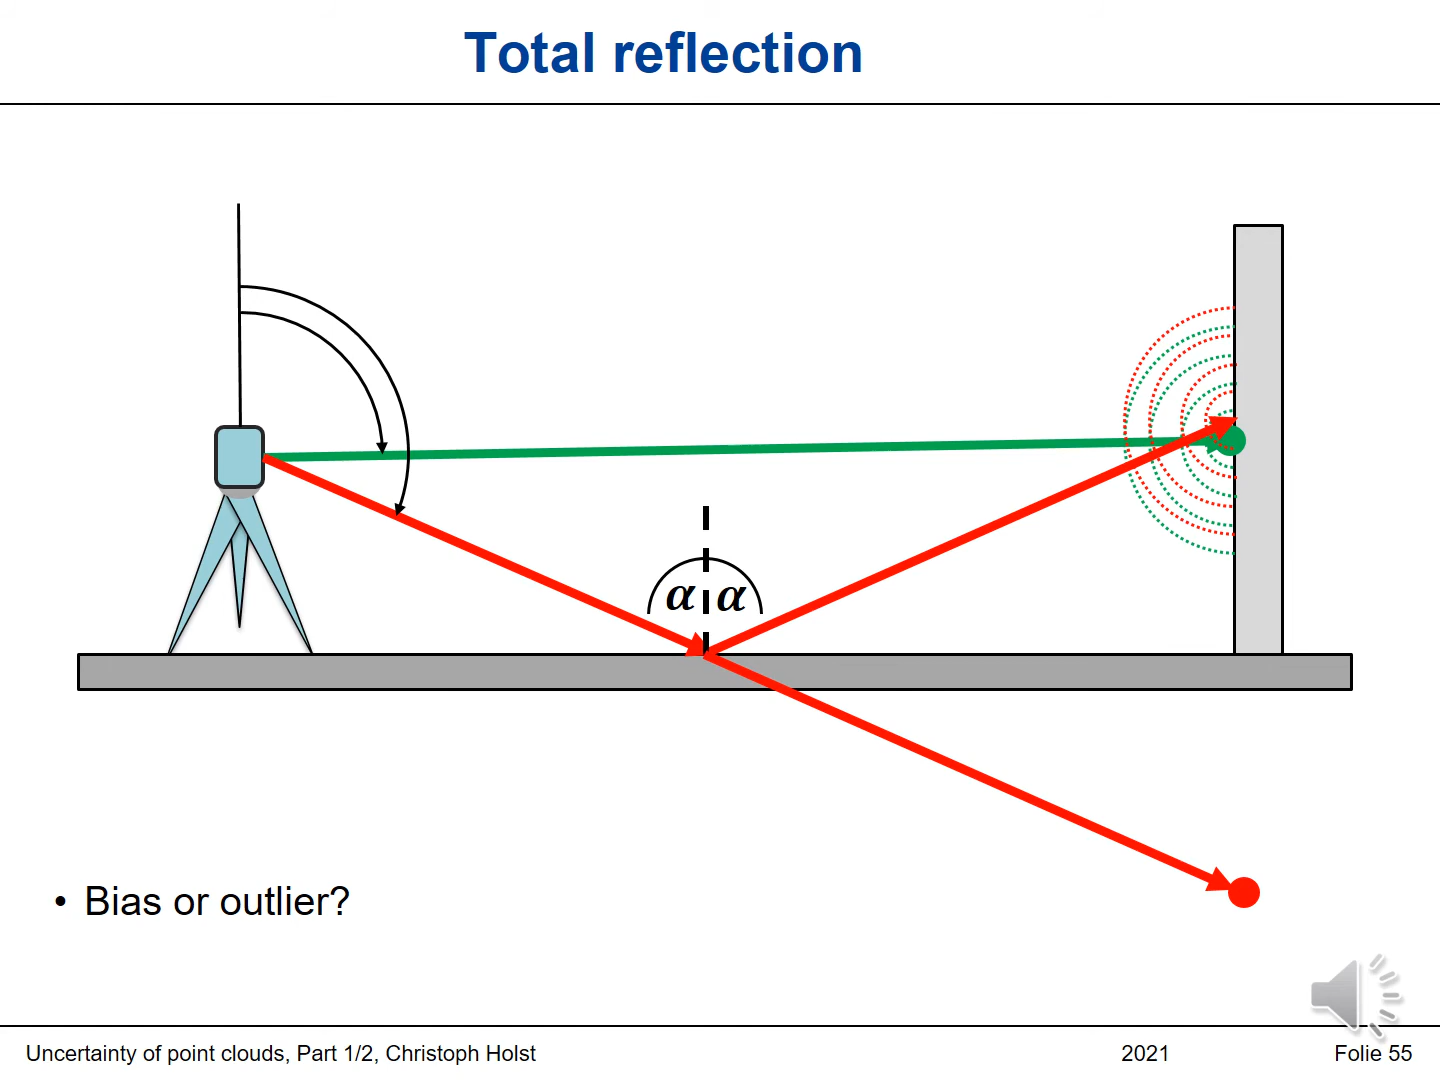 Total reflection
α α
• Bias or outlier?
Uncertainty of point clouds, Part 1/2, Christoph Holst 2021 Folie 55